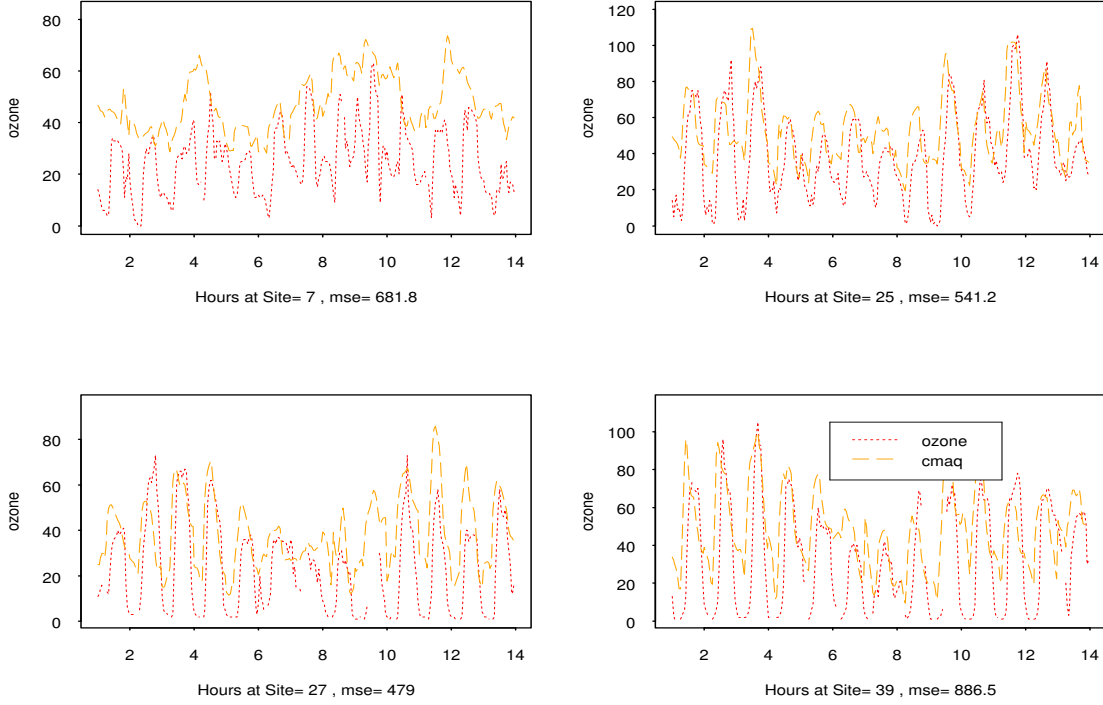 80
60
40
20
0
ozone
2 4 6 8 10 12 14
Hours at Site= 7 , mse= 681.8
120
100
80
60
40
20
0
ozone
2 4 6 8 10 12 14
Hours at Site= 25 , mse= 541.2
80
60
40
20
0
ozone
2 4 6 8 10 12 14
Hours at Site= 27 , mse= 479
100
80
60
40
20
0
ozone
ozone
cmaq
2 4 6 8 10 12 14
Hours at Site= 39 , mse= 886.5